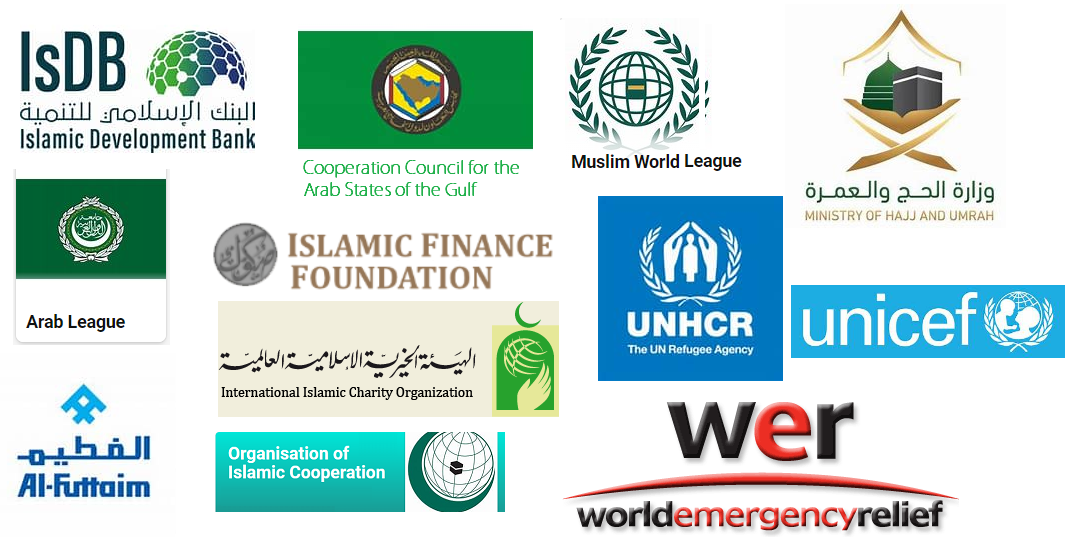 IsDB
البنك الإسلامي للتنمية
Islamic Development Bank
Cooperation Council for the
Arab States of the Gulf
Muslim World League
وزارة الحج والعمرة
MINISTRY OF HAJJ AND UMRAH
Arab League
ISLAMIC FINANCE
FOUNDATION
UNHCR
The UN Refugee Agency
unicef
الهيئة الخيرية الإسلامية العالمية
International Islamic Charity Organization
الفطيم
Al-Futtaim
Organisation of
Islamic Cooperation
wer
worldemergencyrelief